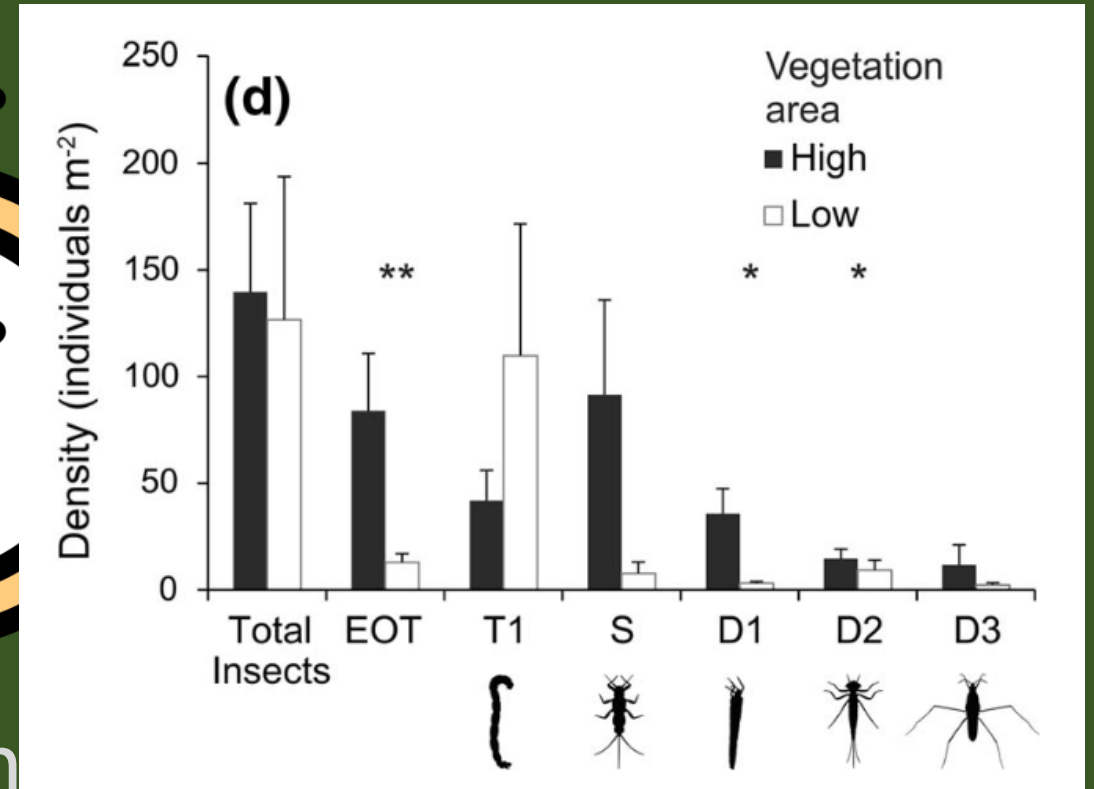 250
(d)
Vegetation
area
High
Low
200
150
100
50
0
Density (individuals m⁻²)
** * *
Total EOT T1 S D1 D2 D3
Insects